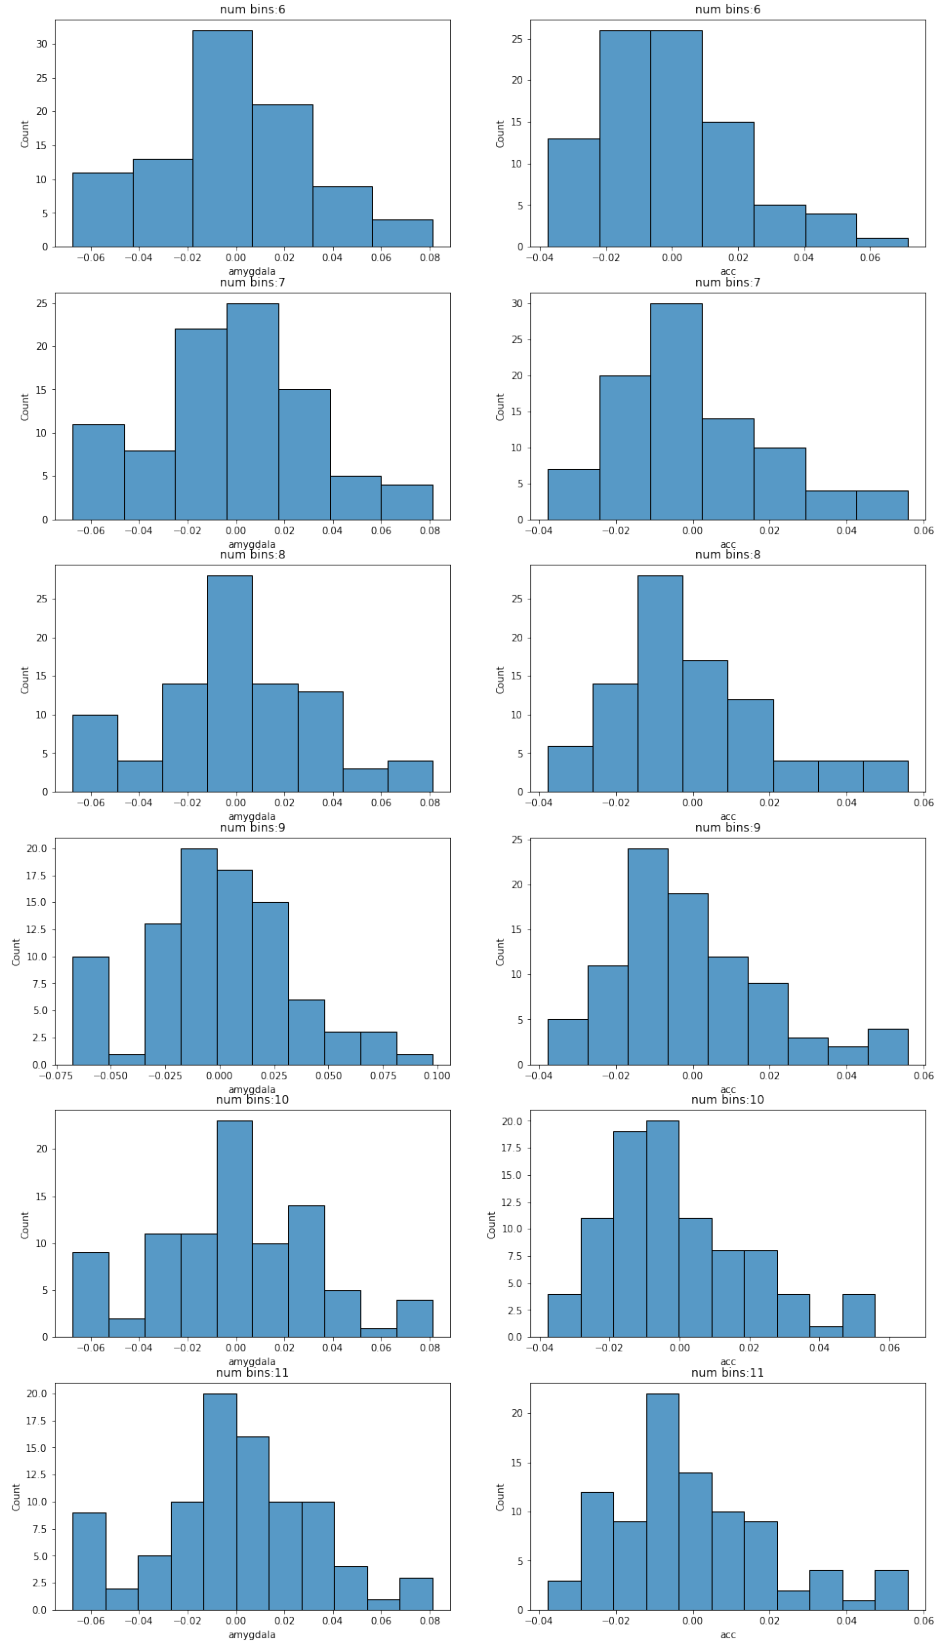 num bins:6
num bins:6
30
25
20
15
10
5
0
Count
−0.06 −0.04 −0.02 0.00 0.02 0.04 0.06 0.08
amygdala
25
20
15
10
5
0
Count
−0.04 −0.02 0.00 0.02 0.04 0.06
acc
num bins:7
num bins:7
25
20
15
10
5
0
Count
−0.06 −0.04 −0.02 0.00 0.02 0.04 0.06 0.08
amygdala
30
25
20
15
10
5
0
Count
−0.04 −0.02 0.00 0.02 0.04 0.06
acc
num bins:8
num bins:8
25
20
15
10
5
0
Count
−0.06 −0.04 −0.02 0.00 0.02 0.04 0.06 0.08
amygdala
25
20
15
10
5
0
Count
−0.04 −0.02 0.00 0.02 0.04 0.06
acc
num bins:9
num bins:9
20.0
17.5
15.0
12.5
10.0
7.5
5.0
2.5
0.0
Count
−0.075 −0.050 −0.025 0.000 0.025 0.050 0.075 0.100
amygdala
25
20
15
10
5
0
Count
−0.04 −0.02 0.00 0.02 0.04 0.06
acc
num bins:10
num bins:10
20
15
10
5
0
Count
−0.06 −0.04 −0.02 0.00 0.02 0.04 0.06 0.08
amygdala
20.0
17.5
15.0
12.5
10.0
7.5
5.0
2.5
0.0
Count
−0.04 −0.02 0.00 0.02 0.04 0.06
acc
num bins:11
num bins:11
20.0
17.5
15.0
12.5
10.0
7.5
5.0
2.5
0.0
Count
−0.06 −0.04 −0.02 0.00 0.02 0.04 0.06 0.08
amygdala
20
15
10
5
0
Count
−0.04 −0.02 0.00 0.02 0.04 0.06
acc